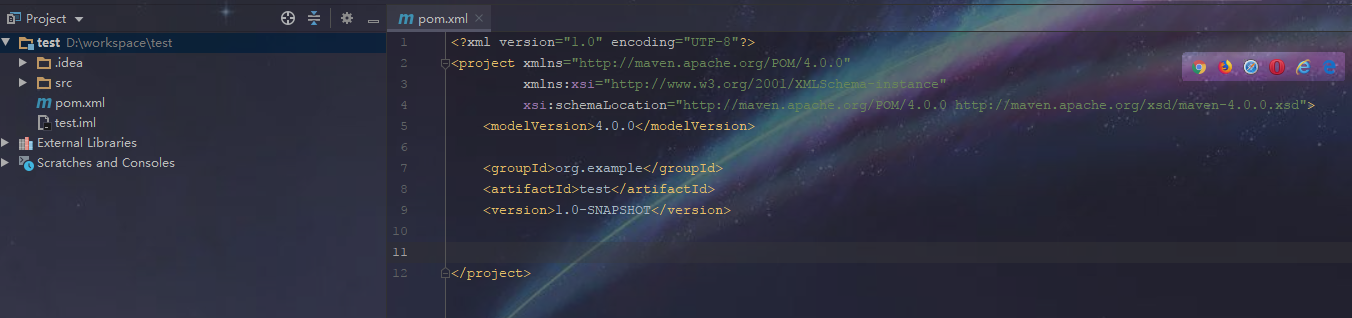 Project
pom.xml
test D:\workspace\test
.idea
src
pom.xml
test.iml
External Libraries
Scratches and Consoles
1 <?xml version="1.0" encoding="UTF-8"?>
2 <project xmlns="http://maven.apache.org/POM/4.0.0"
3 xmlns:xsi="http://www.w3.org/2001/XMLSchema-instance"
4 xsi:schemaLocation="http://maven.apache.org/POM/4.0.0 http://maven.apache.org/xsd/maven-4.0.0.xsd">
5 <modelVersion>4.0.0</modelVersion>
6
7 <groupId>org.example</groupId>
8 <artifactId>test</artifactId>
9 <version>1.0-SNAPSHOT</version>
10
11
12 </project>